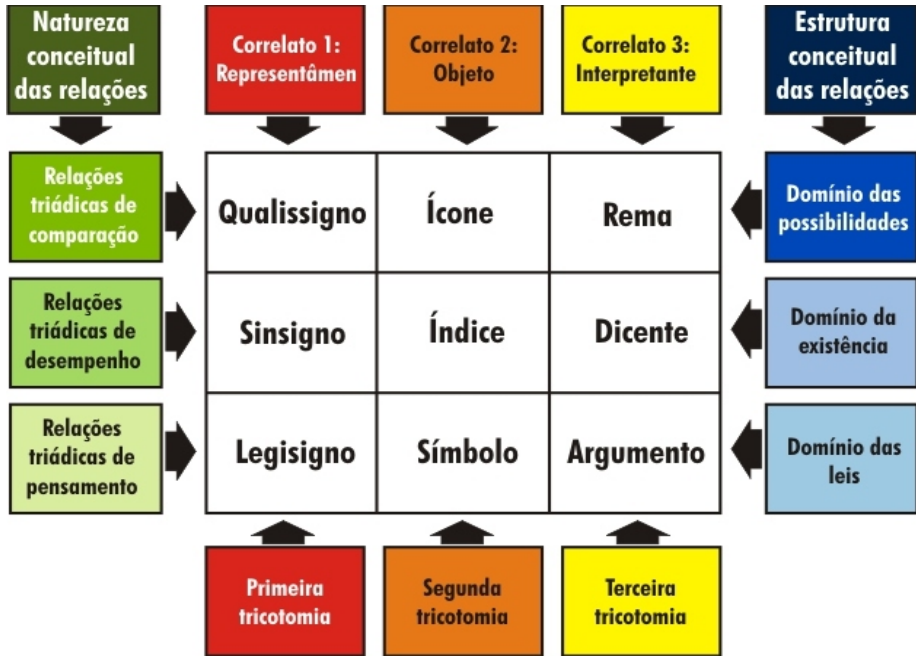 Natureza
conceitual
das relações
Correlato 1:
Representâmen
Correlato 2:
Objeto
Correlato 3:
Interpretante
Estrutura
conceitual
das relações
Relações
triádicas de
comparação
Qualissigno
Ícone
Rema
Domínio das
possibilidades
Relações
triádicas de
desempenho
Sinsigno
Índice
Dicente
Domínio da
existência
Relações
triádicas de
pensamento
Legisigno
Símbolo
Argumento
Domínio das
leis
Primeira
tricotomia
Segunda
tricotomia
Terceira
tricotomia